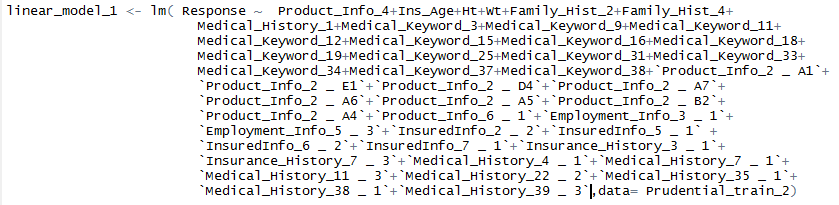 linear_model_1 <- lm( Response ~  Product_Info_4+Ins_Age+Ht+Wt+Family_Hist_2+Family_Hist_4+
Medical_History_1+Medical_Keyword_3+Medical_Keyword_9+Medical_Keyword_11+
Medical_Keyword_12+Medical_Keyword_15+Medical_Keyword_16+Medical_Keyword_18+
Medical_Keyword_19+Medical_Keyword_25+Medical_Keyword_31+Medical_Keyword_33+
Medical_Keyword_34+Medical_Keyword_37+Medical_Keyword_38+`Product_Info_2 _ A1`+
`Product_Info_2 _ E1`+`Product_Info_2 _ D4`+`Product_Info_2 _ A7`+
`Product_Info_2 _ A6`+`Product_Info_2 _ A5`+`Product_Info_2 _ B2`+
`Product_Info_2 _ A4`+`Product_Info_6 _ 1`+`Employment_Info_3 _ 1`+
`Employment_Info_5 _ 3`+`InsuredInfo_2 _ 2`+`InsuredInfo_5 _ 1` +
`InsuredInfo_6 _ 2`+`InsuredInfo_7 _ 1`+`Insurance_History_3 _ 1`+
`Insurance_History_7 _ 3`+`Medical_History_4 _ 1`+`Medical_History_7 _ 1`+
`Medical_History_11 _ 3`+`Medical_History_22 _ 2`+`Medical_History_35 _ 1`+
`Medical_History_38 _ 1`+`Medical_History_39 _ 3`,data= Prudential_train_2)